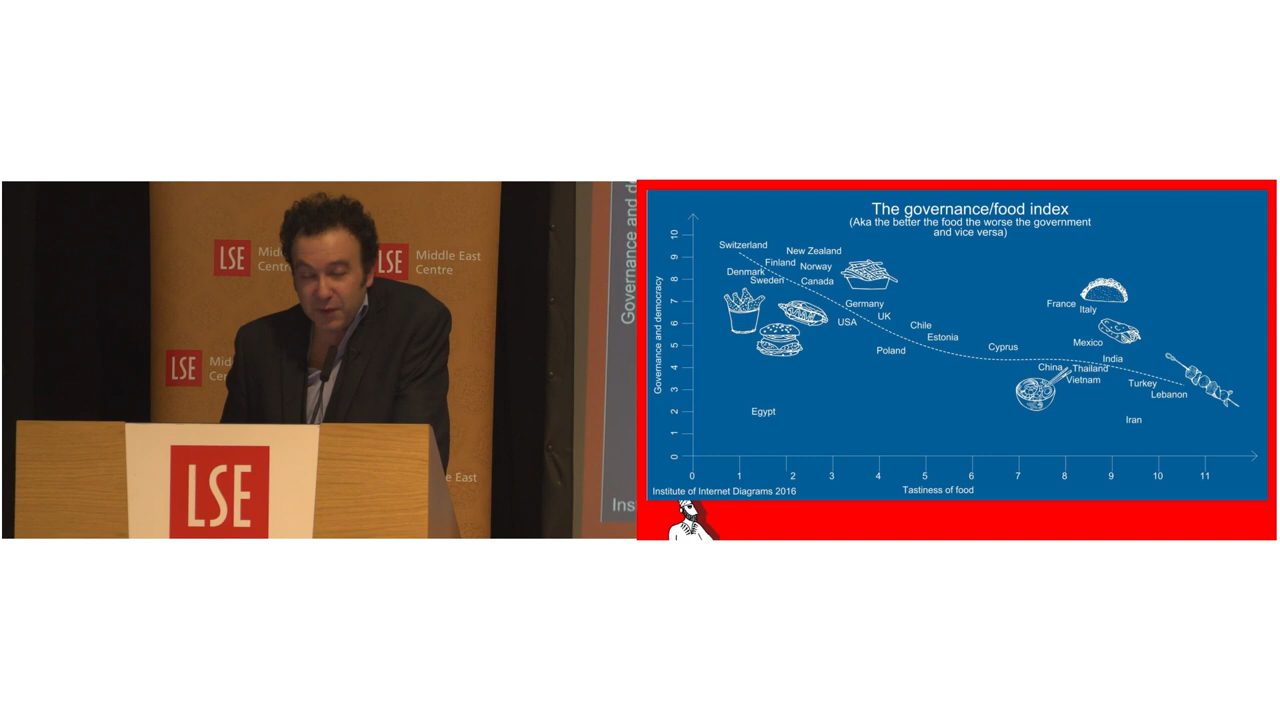 LSE
Middle East
Centre
LSE
LSE
e East
LSE
Governance and d
The governance/food index
(Aka the better the food the worse the government
and vice versa)
Governance and democracy
10
9
8
7
6
5
4
3
2
1
0
Switzerland
New Zealand
Finland
Norway
Denmark
Sweden
Canada
Germany
UK
USA
Chile
Estonia
Poland
Cyprus
France
Italy
Mexico
India
China
Thailand
Vietnam
Turkey
Lebanon
Egypt
Iran
0 1 2 3 4 5 6 7 8 9 10 11
Institute of Internet Diagrams 2016
Tastiness of food